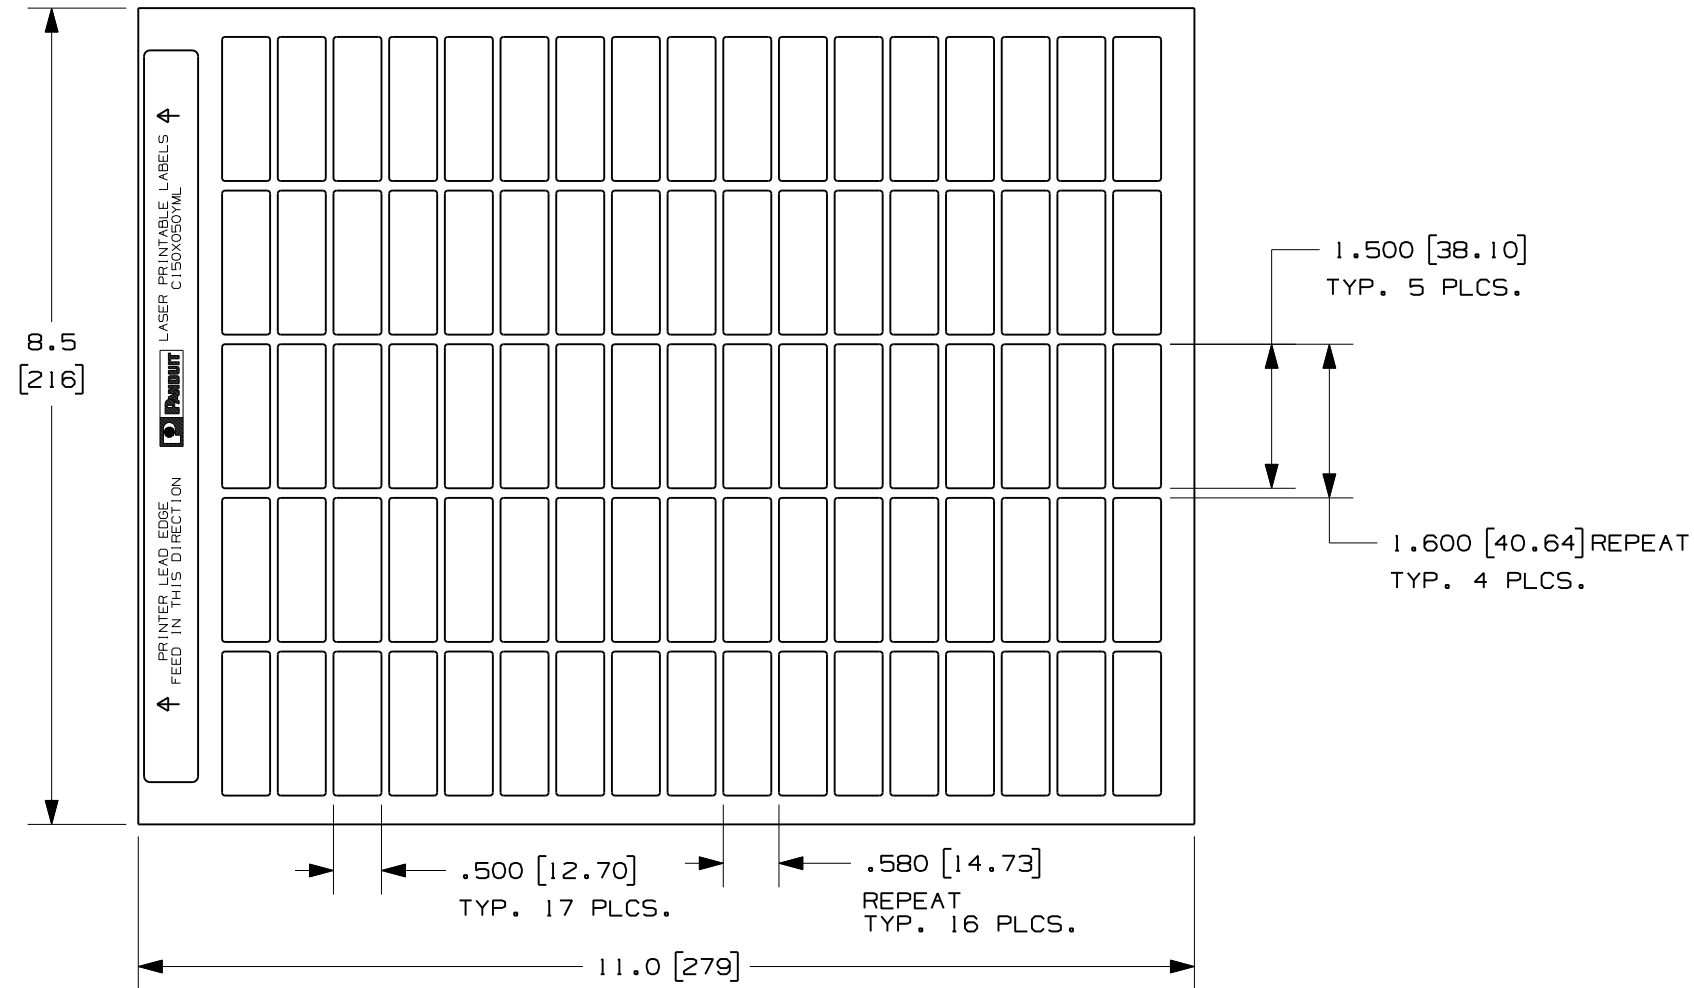 LASER PRINTABLE LABELS
C150X050YML
PANDUIT
PRINTER LEAD EDGE
FEED IN THIS DIRECTION
8.5
[216]
1.500 [38.10]
TYP. 5 PLCS.
1.600 [40.64] REPEAT
TYP. 4 PLCS.
.500 [12.70]
TYP. 17 PLCS.
.580 [14.73]
REPEAT
TYP. 16 PLCS.
11.0 [279]